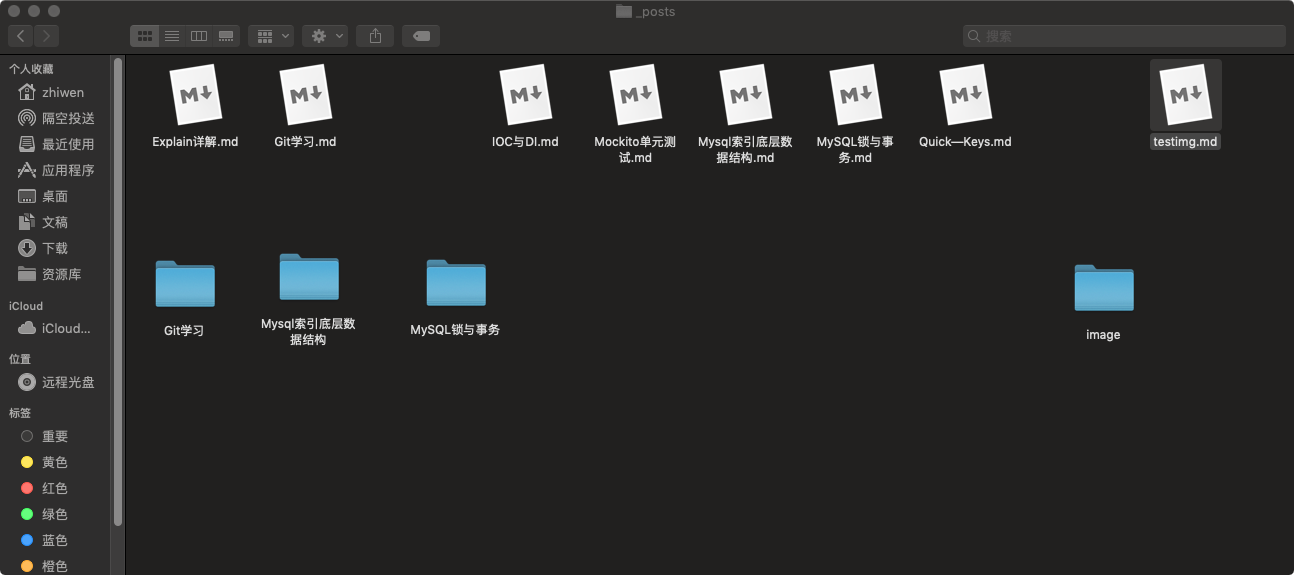 _posts
搜索
个人收藏
zhiwen
隔空投送
最近使用
应用程序
桌面
文稿
下载
资源库
iCloud
iCloud...
位置
远程光盘
标签
重要
黄色
红色
绿色
蓝色
橙色
Explain详解.md
Git学习.md
IOC与DI.md
Mockito单元测
试.md
Mysql索引底层数
据结构.md
MySQL锁与事
务.md
Quick—Keys.md
testimg.md
Git学习
Mysql索引底层数
据结构
MySQL锁与事务
image